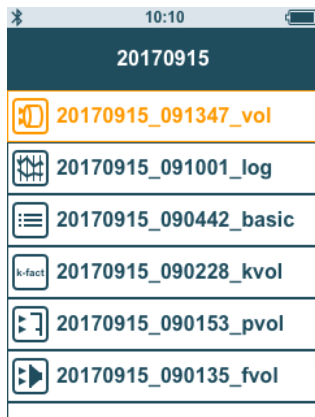 10:10
20170915
20170915_091347_vol
20170915_091001_log
20170915_090442_basic
k-fact 20170915_090228_kvol
20170915_090153_pvol
20170915_090135_fvol